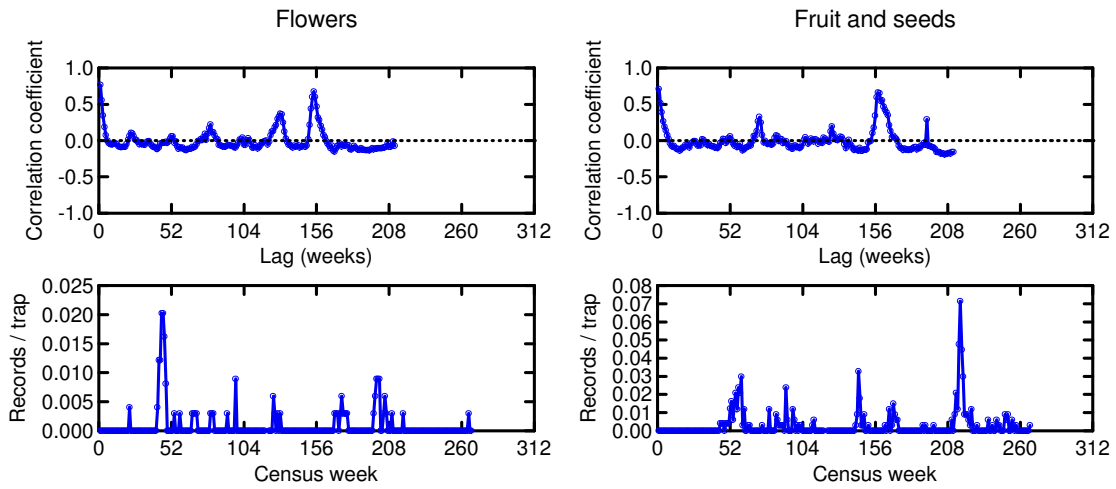 Flowers
Fruit and seeds
Correlation coefficient
1.0
0.5
0.0
-0.5
-1.0
0 52 104 156 208 260 312
Lag (weeks)
Correlation coefficient
1.0
0.5
0.0
-0.5
-1.0
0 52 104 156 208 260 312
Lag (weeks)
Records / trap
0.025
0.020
0.015
0.010
0.005
0.000
0 52 104 156 208 260 312
Census week
Records / trap
0.08
0.07
0.06
0.05
0.04
0.03
0.02
0.01
0.00
0 52 104 156 208 260 312
Census week